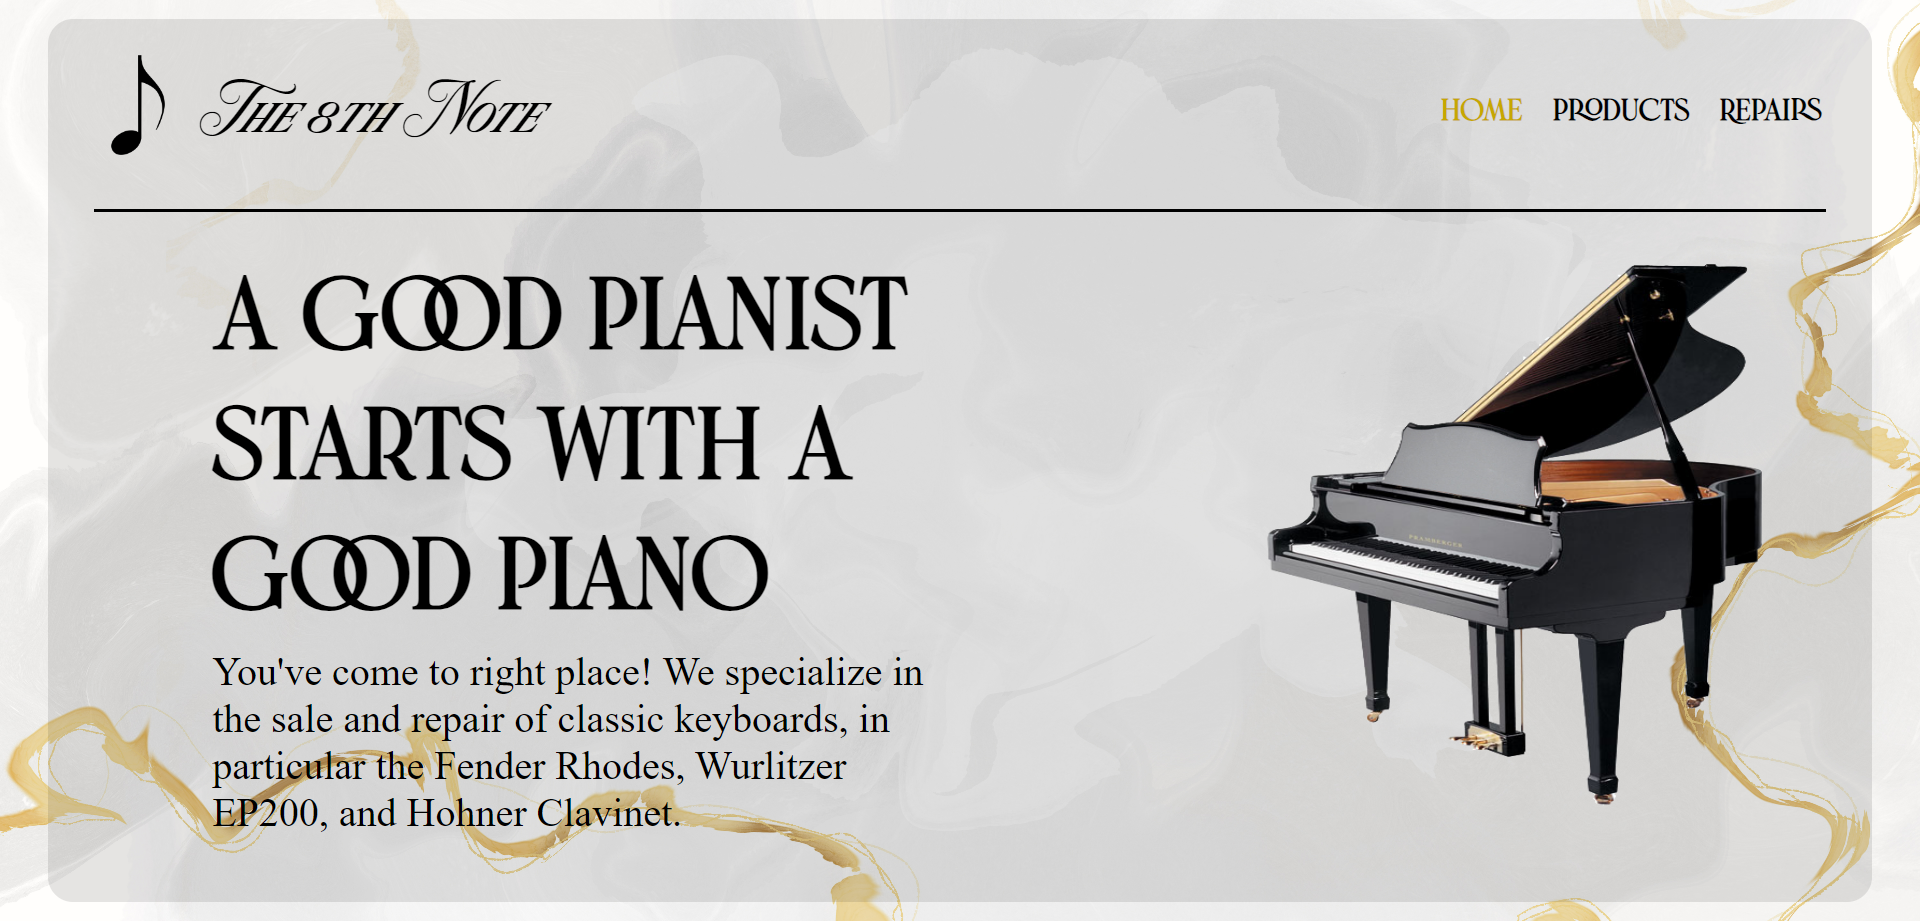 The 8th Note
HOME PRODUCTS REPAIRS
A GOOD PIANIST
STARTS WITH A
GOOD PIANO
PRAMBERGER
You've come to right place! We specialize in
the sale and repair of classic keyboards, in
particular the Fender Rhodes, Wurlitzer
EP200, and Hohner Clavinet.